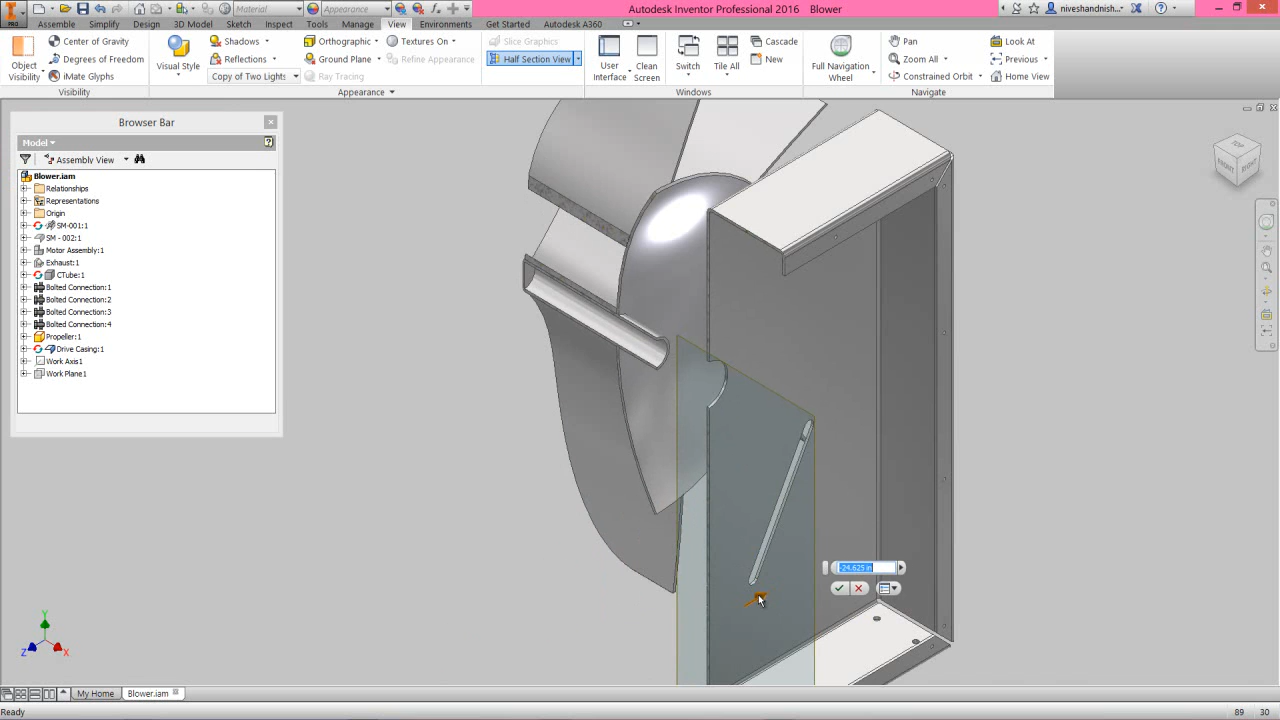 Material
Appearance
Autodesk Inventor Professional 2016   Blower
niveshandnish...
PRO
Assemble Simplify Design 3D Model Sketch Inspect Tools Manage View Environments Get Started Autodesk A360
Object
Visibility
Center of Gravity
Degrees of Freedom
iMate Glyphs
Visibility
Visual Style
Shadows
Reflections
Copy of Two Lights
Orthographic
Ground Plane
Ray Tracing
Textures On
Refine Appearance
Appearance
Slice Graphics
Half Section View
User
Interface
Clean
Screen
Switch
Tile All
Cascade
New
Windows
Full Navigation
Wheel
Pan
Zoom All
Constrained Orbit
Look At
Previous
Home View
Navigate
Browser Bar
Model
Assembly View
Blower.iam
Relationships
Representations
Origin
SM-001:1
SM - 002:1
Motor Assembly:1
Exhaust:1
CTube:1
Bolted Connection:1
Bolted Connection:2
Bolted Connection:3
Bolted Connection:4
Propeller:1
Drive Casing:1
Work Axis1
Work Plane1
TOP
FRONT
RIGHT
-24.625 in
Y
Z
X
My Home
Blower.iam
Ready
89 30